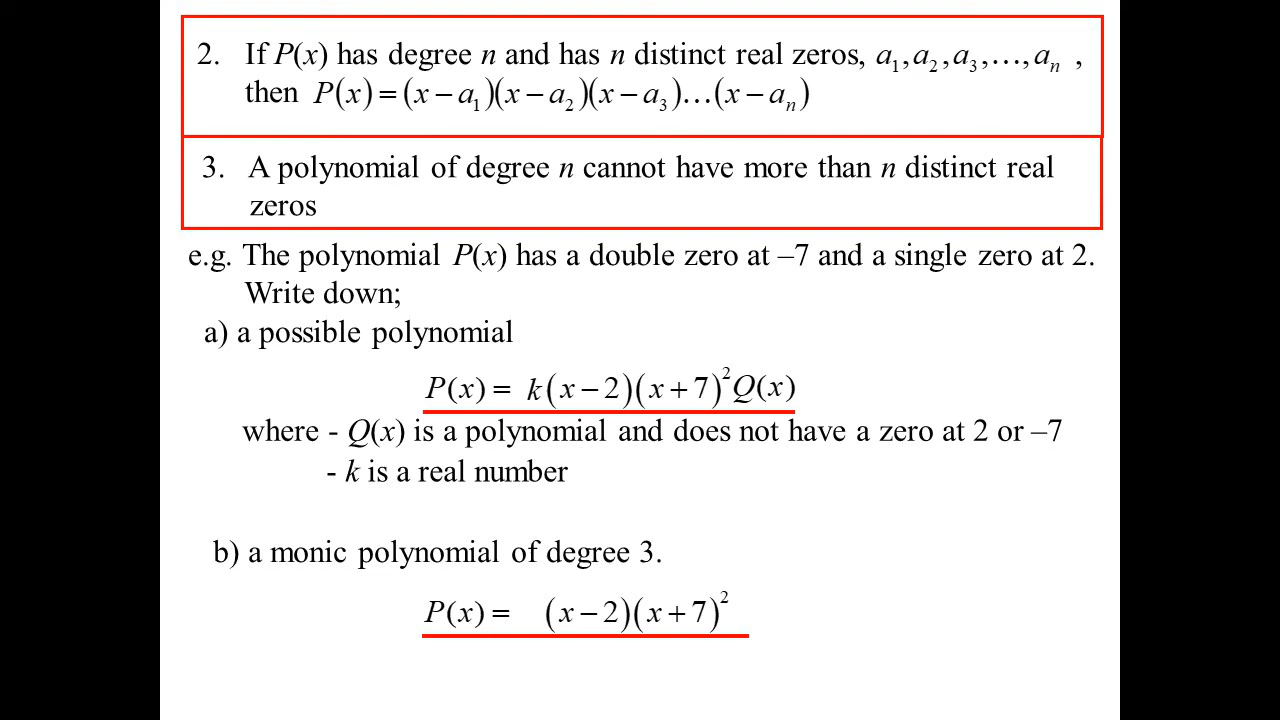 2. If P(x) has degree n and has n distinct real zeros, a₁,a₂,a₃,…,aₙ ,
then P(x)=(x−a₁)(x−a₂)(x−a₃)…(x−aₙ)
3. A polynomial of degree n cannot have more than n distinct real
zeros
e.g. The polynomial P(x) has a double zero at –7 and a single zero at 2.
Write down;
a) a possible polynomial
P(x) = k(x−2)(x+7)²Q(x)
where - Q(x) is a polynomial and does not have a zero at 2 or –7
- k is a real number
b) a monic polynomial of degree 3.
P(x) = (x−2)(x+7)²